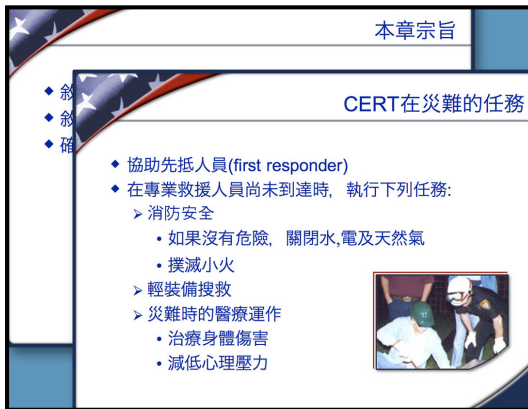 本章宗旨
敘
敘
確
CERT在災難的任務
協助先抵人員(first responder)
在專業救援人員尚未到達時, 執行下列任務:
消防安全
如果沒有危險, 關閉水,電及天然氣
撲滅小火
輕裝備搜救
災難時的醫療運作
治療身體傷害
減低心理壓力